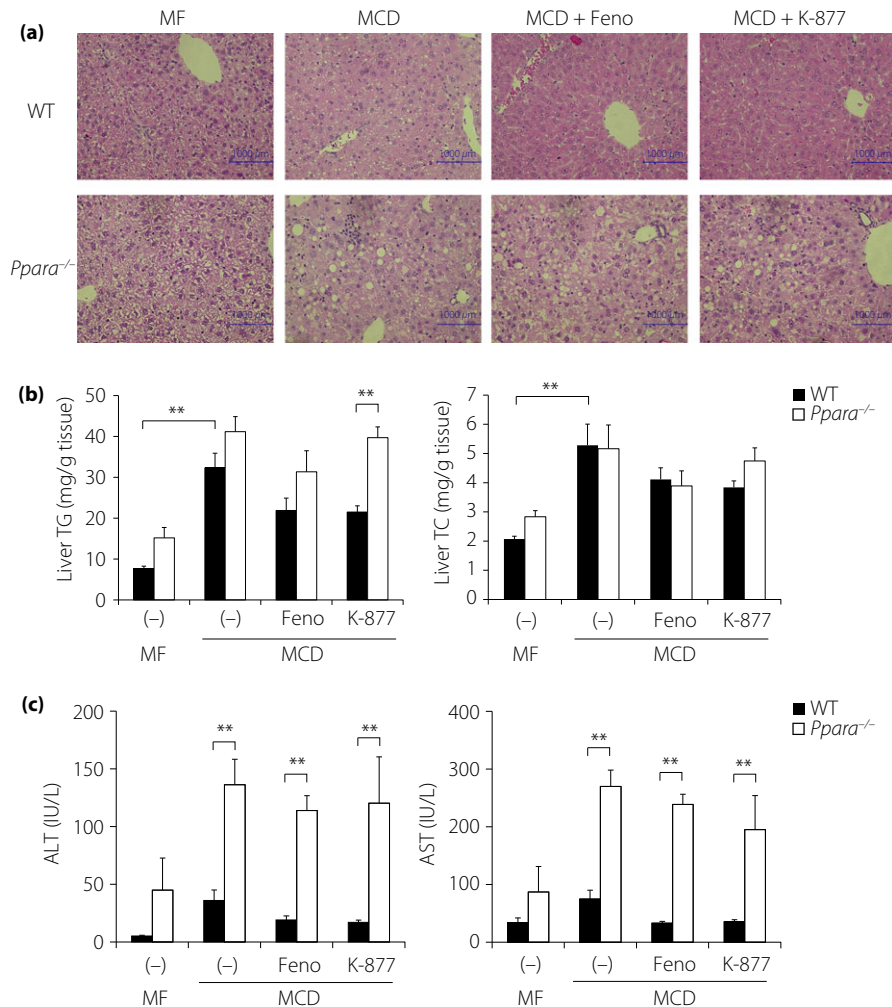 MF MCD MCD + Feno MCD + K-877
(a)
WT
1000 µm 1000 µm 1000 µm 1000 µm
Ppara⁻/⁻
1000 µm 1000 µm 1000 µm 1000 µm
(b)
Liver TG (mg/g tissue)
50
40
30
20
10
0
** **
(–) (–) Feno K-877
MF MCD
Liver TC (mg/g tissue)
7
6
5
4
3
2
1
0
**
(–) (–) Feno K-877
MF MCD
WT
Ppara⁻/⁻
(c)
ALT (IU/L)
200
150
100
50
0
** ** **
(–) (–) Feno K-877
MF MCD
AST (IU/L)
400
300
200
100
0
** ** **
(–) (–) Feno K-877
MF MCD
WT
Ppara⁻/⁻